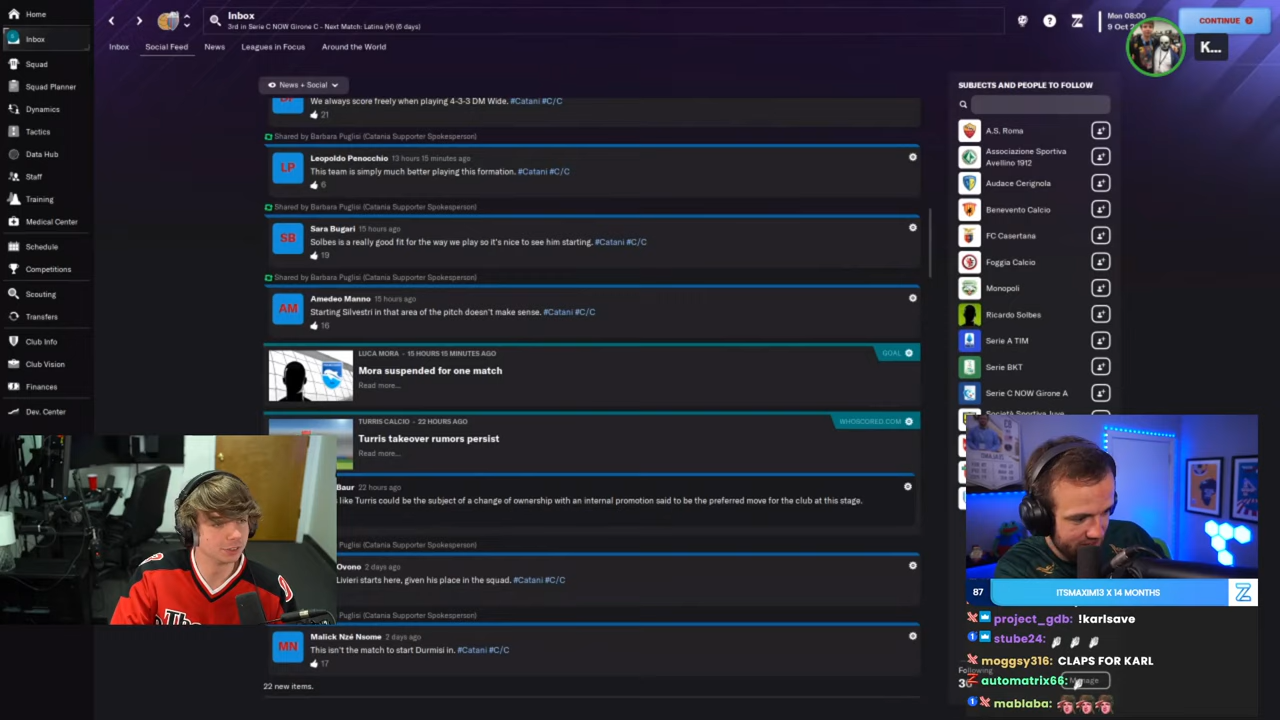 Home
Inbox
Squad
Squad Planner
Dynamics
Tactics
Data Hub
Staff
Training
Medical Center
Schedule
Competitions
Scouting
Transfers
Club Info
Club Vision
Finances
Dev. Center
Inbox
3rd in Serie C NOW Girone C - Next Match: Latina (H) (6 days)
Mon 08:00
9 Oct 2
CONTINUE
K...
Inbox
Social Feed
News
Leagues in Focus
Around the World
News + Social
We always score freely when playing 4-3-3 DM Wide. #Catani #C/C
21
Shared by Barbara Puglisi (Catania Supporter Spokesperson)
LP
Leopoldo Penocchio 13 hours 15 minutes ago
This team is simply much better playing this formation. #Catani #C/C
6
Shared by Barbara Puglisi (Catania Supporter Spokesperson)
SB
Sara Bugari 15 hours ago
Solbes is a really good fit for the way we play so it's nice to see him starting. #Catani #C/C
19
Shared by Barbara Puglisi (Catania Supporter Spokesperson)
AM
Amedeo Manno 15 hours ago
Starting Silvestri in that area of the pitch doesn't make sense. #Catani #C/C
16
LUCA MORA - 15 HOURS 15 MINUTES AGO
GOAL
Mora suspended for one match
Read more...
TURRIS CALCIO - 22 HOURS AGO
WHOSCORED.COM
Turris takeover rumors persist
Read more...
Baur 22 hours ago
like Turris could be the subject of a change of ownership with an internal promotion said to be the preferred move for the club at this stage.
Puglisi (Catania Supporter Spokesperson)
Ovono 2 days ago
Livieri starts here, given his place in the squad. #Catani #C/C
Puglisi (Catania Supporter Spokesperson)
MN
Malick Nzé Nsome 2 days ago
This isn't the match to start Durmisi in. #Catani #C/C
17
22 new items.
SUBJECTS AND PEOPLE TO FOLLOW
A.S. Roma
Associazione Sportiva
Avellino 1912
Audace Cerignola
Benevento Calcio
FC Casertana
Foggia Calcio
Monopoli
Ricardo Solbes
Serie A TIM
Serie BKT
Serie C NOW Girone A
87
ITSMAXIM13 X 14 MONTHS
Z
project_gdb: !karlsave
stube24:
moggsy316: CLAPS FOR KARL
Following
automatrix66:
mablaba: